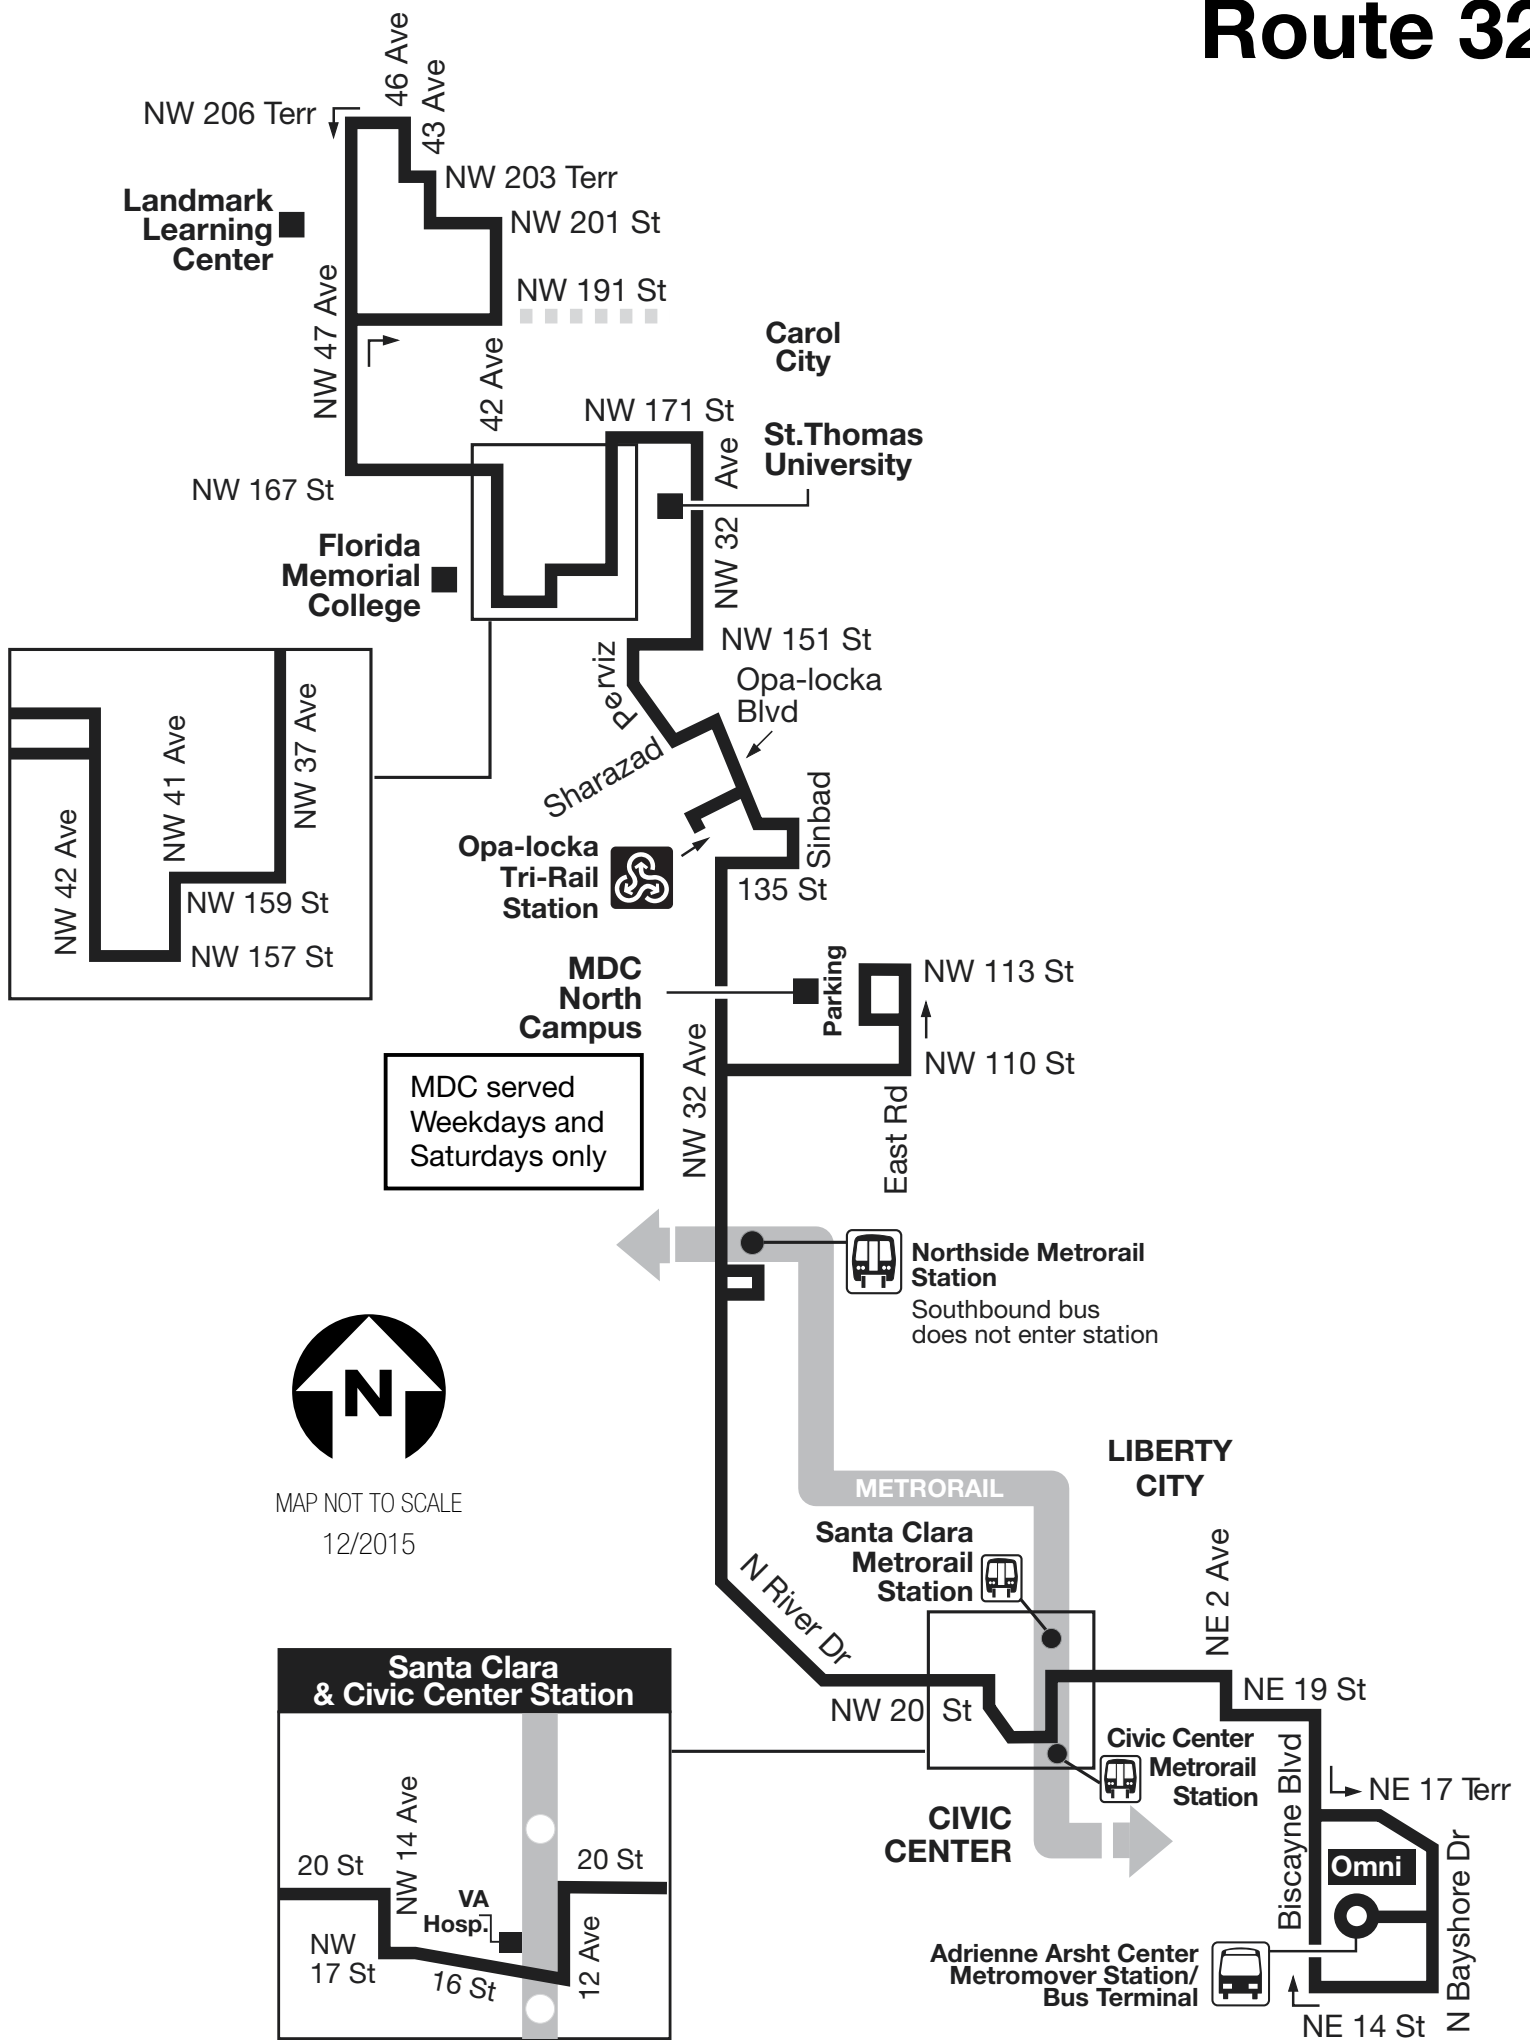 Route 32
46 Ave
43 Ave
NW 206 Terr
NW 203 Terr
Landmark
Learning
Center
NW 201 St
NW 47 Ave
NW 191 St
Carol
City
42 Ave
NW 171 St
St.Thomas
University
NW 32 Ave
NW 167 St
Florida
Memorial
College
NW 151 St
Perviz
Opa-locka
Blvd
Sharazad
Sinbad
NW 42 Ave
NW 41 Ave
NW 37 Ave
NW 159 St
NW 157 St
Opa-locka
Tri-Rail
Station
135 St
MDC
North
Campus
Parking
NW 113 St
NW 110 St
East Rd
NW 32 Ave
MDC served
Weekdays and
Saturdays only
Northside Metrorail
Station
Southbound bus
does not enter station
N
MAP NOT TO SCALE
12/2015
LIBERTY
CITY
METRORAIL
Santa Clara
Metrorail
Station
NE 2 Ave
N River Dr
NW 20 St
NE 19 St
Civic Center
Metrorail
Station
CIVIC
CENTER
Biscayne Blvd
NE 17 Terr
Omni
N Bayshore Dr
Adrienne Arsht Center
Metromover Station/
Bus Terminal
NE 14 St
Santa Clara
& Civic Center Station
NW 14 Ave
20 St
20 St
VA
Hosp.
NW
17 St
16 St
12 Ave